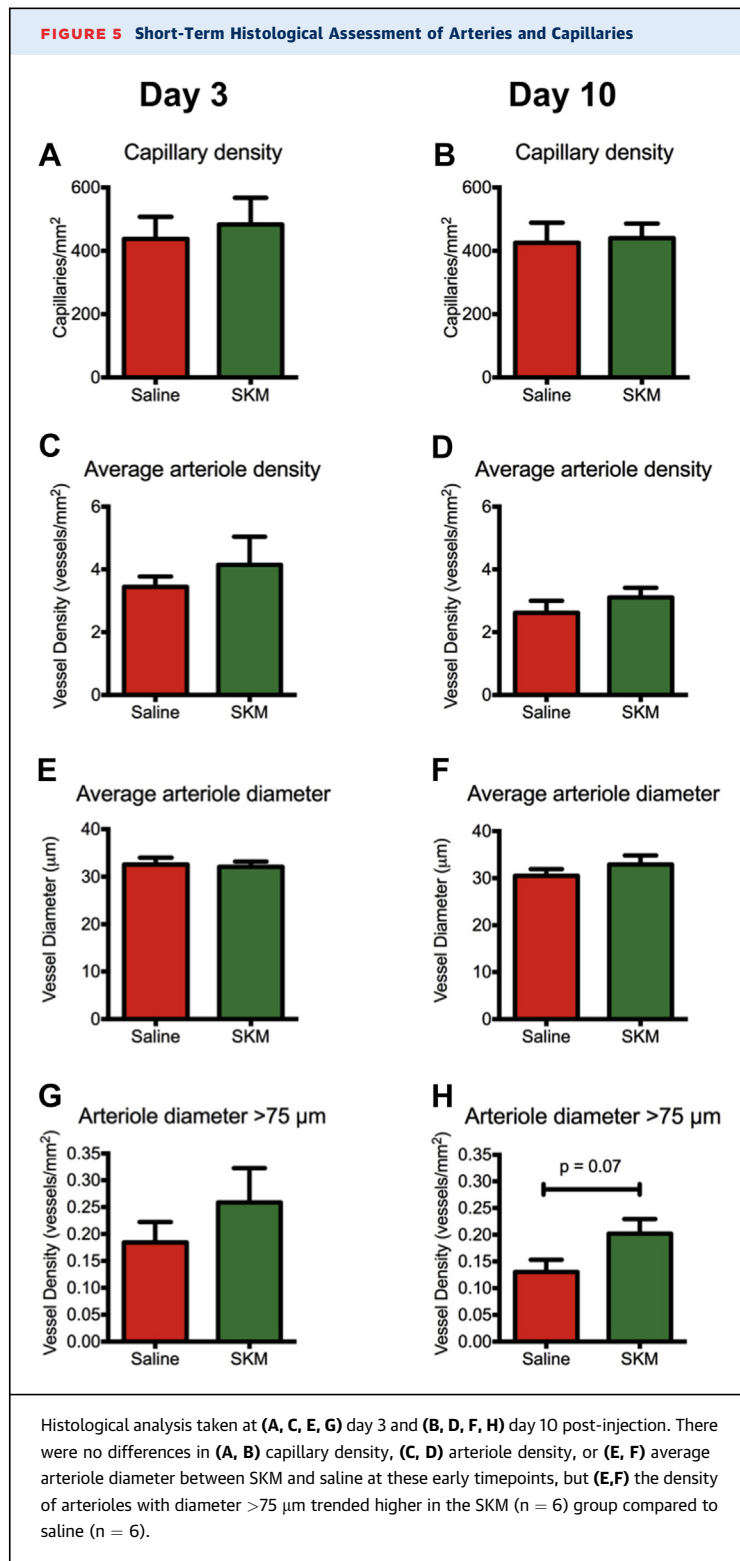 FIGURE 5 Short-Term Histological Assessment of Arteries and Capillaries
Day 3
Day 10
A
Capillary density
Capillaries/mm²
600
400
200
0
Saline
SKM
B
Capillary density
Capillaries/mm²
600
400
200
0
Saline
SKM
C
Average arteriole density
Vessel Density (vessels/mm²)
6
4
2
0
Saline
SKM
D
Average arteriole density
Vessel Density (vessels/mm²)
6
4
2
0
Saline
SKM
E
Average arteriole diameter
Vessel Diameter (μm)
40
30
20
10
0
Saline
SKM
F
Average arteriole diameter
Vessel Diameter (μm)
40
30
20
10
0
Saline
SKM
G
Arteriole diameter >75 μm
Vessel Density (vessels/mm²)
0.35
0.30
0.25
0.20
0.15
0.10
0.05
0.00
Saline
SKM
H
Arteriole diameter >75 μm
Vessel Density (vessels/mm²)
0.35
0.30
0.25
0.20
0.15
0.10
0.05
0.00
p = 0.07
Saline
SKM
Histological analysis taken at (A, C, E, G) day 3 and (B, D, F, H) day 10 post-injection. There
were no differences in (A, B) capillary density, (C, D) arteriole density, or (E, F) average
arteriole diameter between SKM and saline at these early timepoints, but (E,F) the density
of arterioles with diameter >75 μm trended higher in the SKM (n = 6) group compared to
saline (n = 6).